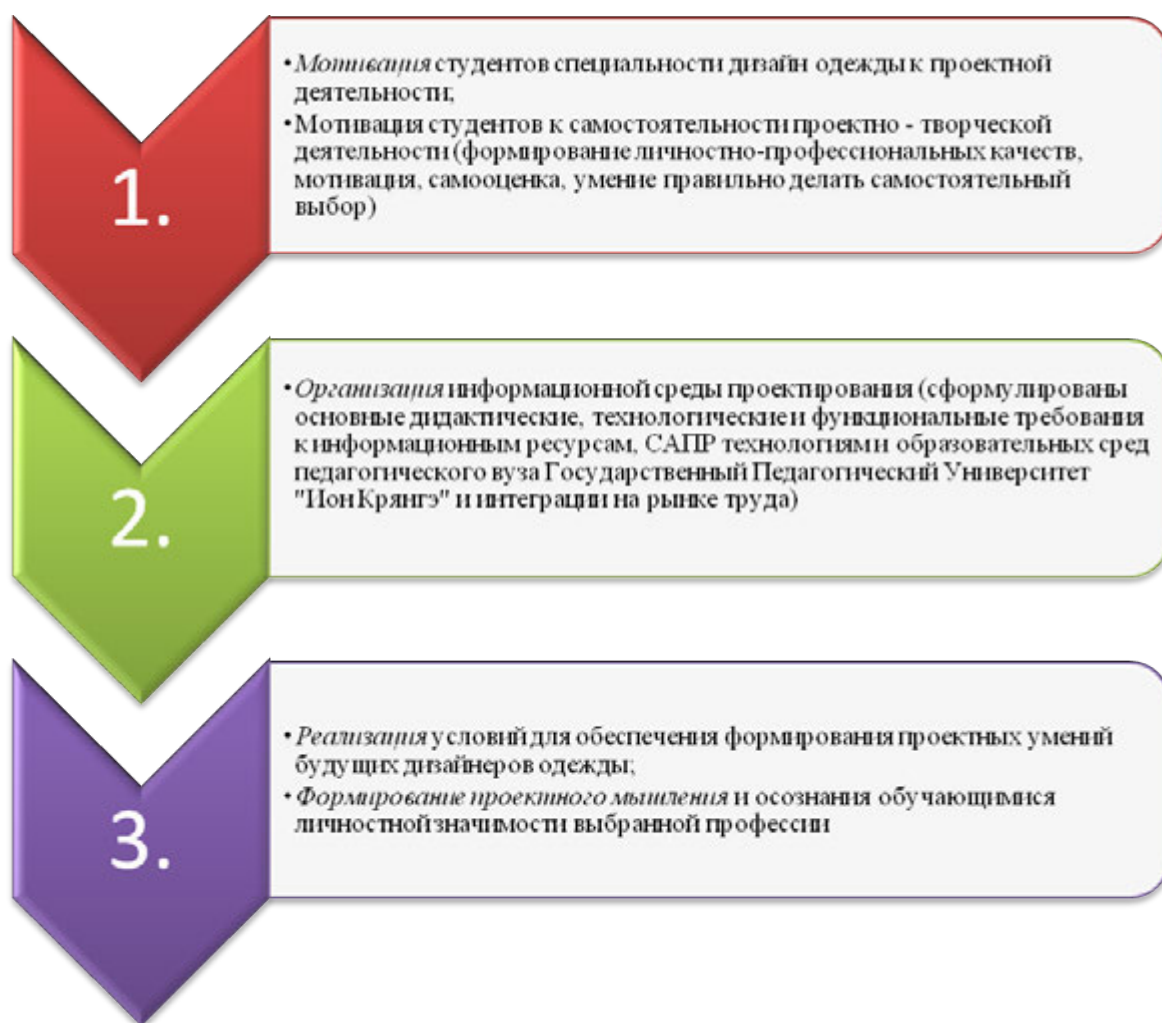 1.
•Мотивация студентов специальности дизайн одежды к проектной
деятельности;
•Мотивация студентов к самостоятельности проектно - творческой
деятельности (формирование личностно-профессиональных качеств,
мотивация, самооценка, умение правильно делать самостоятельный
выбор)
2.
•Организация информационной среды проектирования (сформулированы
основные дидактические, технологические и функциональные требования
к информационным ресурсам, САПР технологиям и образовательных сред
педагогического вуза Государственный Педагогический Университет
"Ион Крянгэ" и интеграции на рынке труда)
3.
•Реализация условий для обеспечения формирования проектных умений
будущих дизайнеров одежды;
•Формирование проектного мышления и осознания обучающимися
личностной значимости выбранной профессии